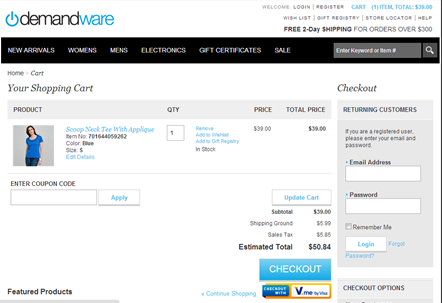 demandware
WELCOME LOGIN | REGISTER CART (1) ITEM, TOTAL: $39.00
WISH LIST | GIFT REGISTRY | STORE LOCATOR | HELP
FREE 2-Day SHIPPING FOR ORDERS OVER $300
NEW ARRIVALS WOMENS MENS ELECTRONICS GIFT CERTIFICATES SALE
Enter Keyword or Item #
Home > Cart
Your Shopping Cart
PRODUCT QTY PRICE TOTAL PRICE
Scoop Neck Tee With Applique
Item No: 701644059262
Color: Blue
Size: S
Edit Details
1
Remove
Add to Wishlist
Add to Gift Registry
In Stock
$39.00 $39.00
ENTER COUPON CODE
Apply
Update Cart
Subtotal $39.00
Shipping Ground $5.99
Sales Tax $5.85
Estimated Total $50.84
CHECKOUT
« Continue Shopping
CHECKOUT WITH V.me by Visa
Featured Products
Checkout
RETURNING CUSTOMERS
If you are a registered user,
please enter your email and
password.
• Email Address
• Password
Remember Me
Login Forgot
Password?
CHECKOUT OPTIONS